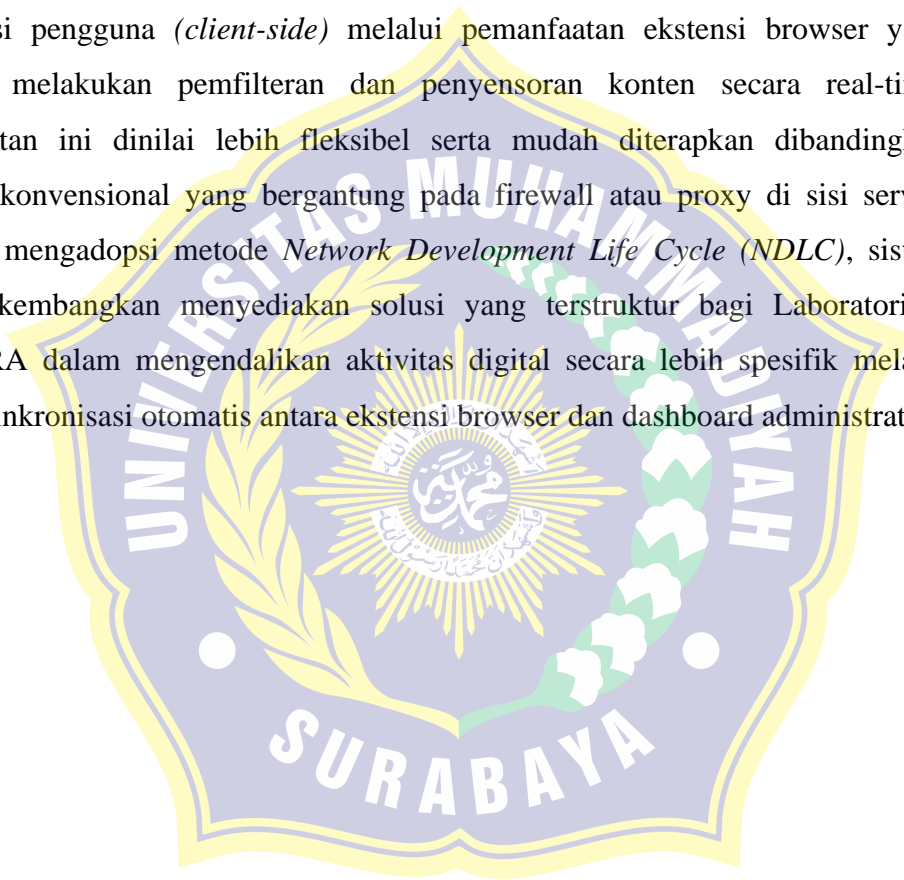 si pengguna (client-side) melalui pemanfaatan ekstensi browser y
melakukan pemfilteran dan penyensoran konten secara real-ti
tan ini dinilai lebih fleksibel serta mudah diterapkan dibandingl
konvensional yang bergantung pada firewall atau proxy di sisi serv
mengadopsi metode Network Development Life Cycle (NDLC), sist
kembangkan menyediakan solusi yang terstruktur bagi Laboratori
RA dalam mengendalikan aktivitas digital secara lebih spesifik mela
inkronisasi otomatis antara ekstensi browser dan dashboard administrat
UNIVERSITAS MUHAMMADIYAH
SURABAYA